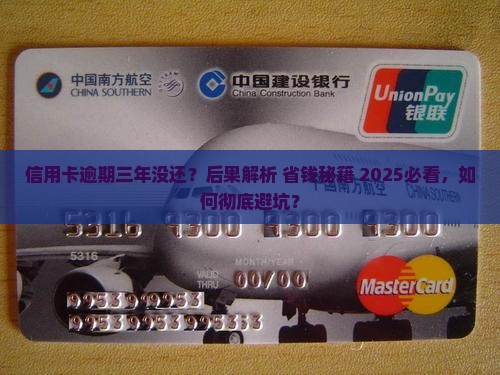 中国南方航空
CHINA SOUTHERN
中国建设银行
China Construction Bank
UnionPay
银联
信用卡逾期三年没还？后果解析 省钱秘籍 2025必看，如
何彻底避坑？
5316 9300 9300 9300
5316
MONTH/YEAR
VALID
THRU
00/00
MasterCard